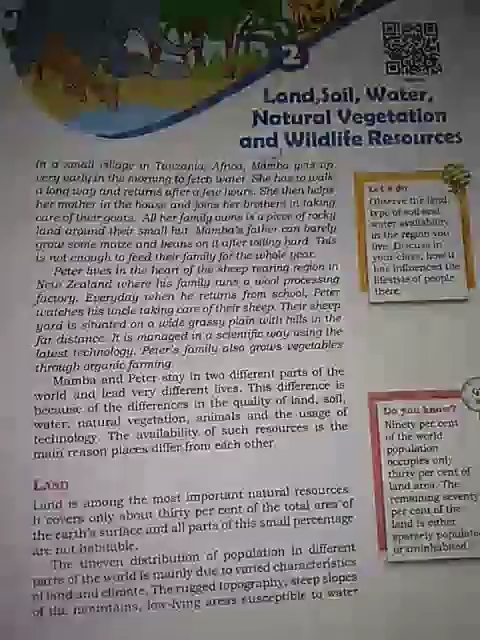 2
Land, Soil, Water,
Natural Vegetation
and Wildlife Resources
In a small village in Tanzania, Africa, Mamba gets up
very early in the morning to fetch water. She has to walk
a long way and returns after a few hours. She then helps
her mother in the house and joins her brothers in taking
care of their goats. All her family owns is a piece of rocky
land around their small hut. Mamba's father can barely
grow some maize and beans on it after toiling hard. This
is not enough to feed their family for the whole year.
Peter lives in the heart of the sheep rearing region in
New Zealand where his family runs a wool processing
factory. Everyday when he returns from school, Peter
watches his uncle taking care of their sheep. Their sheep
yard is situated on a wide grassy plain with hills in the
far distance. It is managed in a scientific way using the
latest technology. Peter's family also grows vegetables
through organic farming.
Mamba and Peter stay in two different parts of the
world and lead very different lives. This difference is
because of the differences in the quality of land, soil,
water, natural vegetation, animals and the usage of
technology. The availability of such resources is the
main reason places differ from each other.
Land
Land is among the most important natural resources.
It covers only about thirty per cent of the total area of
the earth's surface and all parts of this small percentage
are not habitable.
The uneven distribution of population in different
parts of the world is mainly due to varied characteristics
of land and climate. The rugged topography, steep slopes
of the mountains, low-lying areas susceptible to water
Let's do
Observe the land,
type of soil and
water availability
in the region you
live. Discuss in
your class, how it
has influenced the
lifestyle of people
there.
Do you know?
Ninety per cent
of the world
population
occupies only
thirty per cent of
land area. The
remaining seventy
per cent of the
land is either
sparsely populated
or uninhabited.